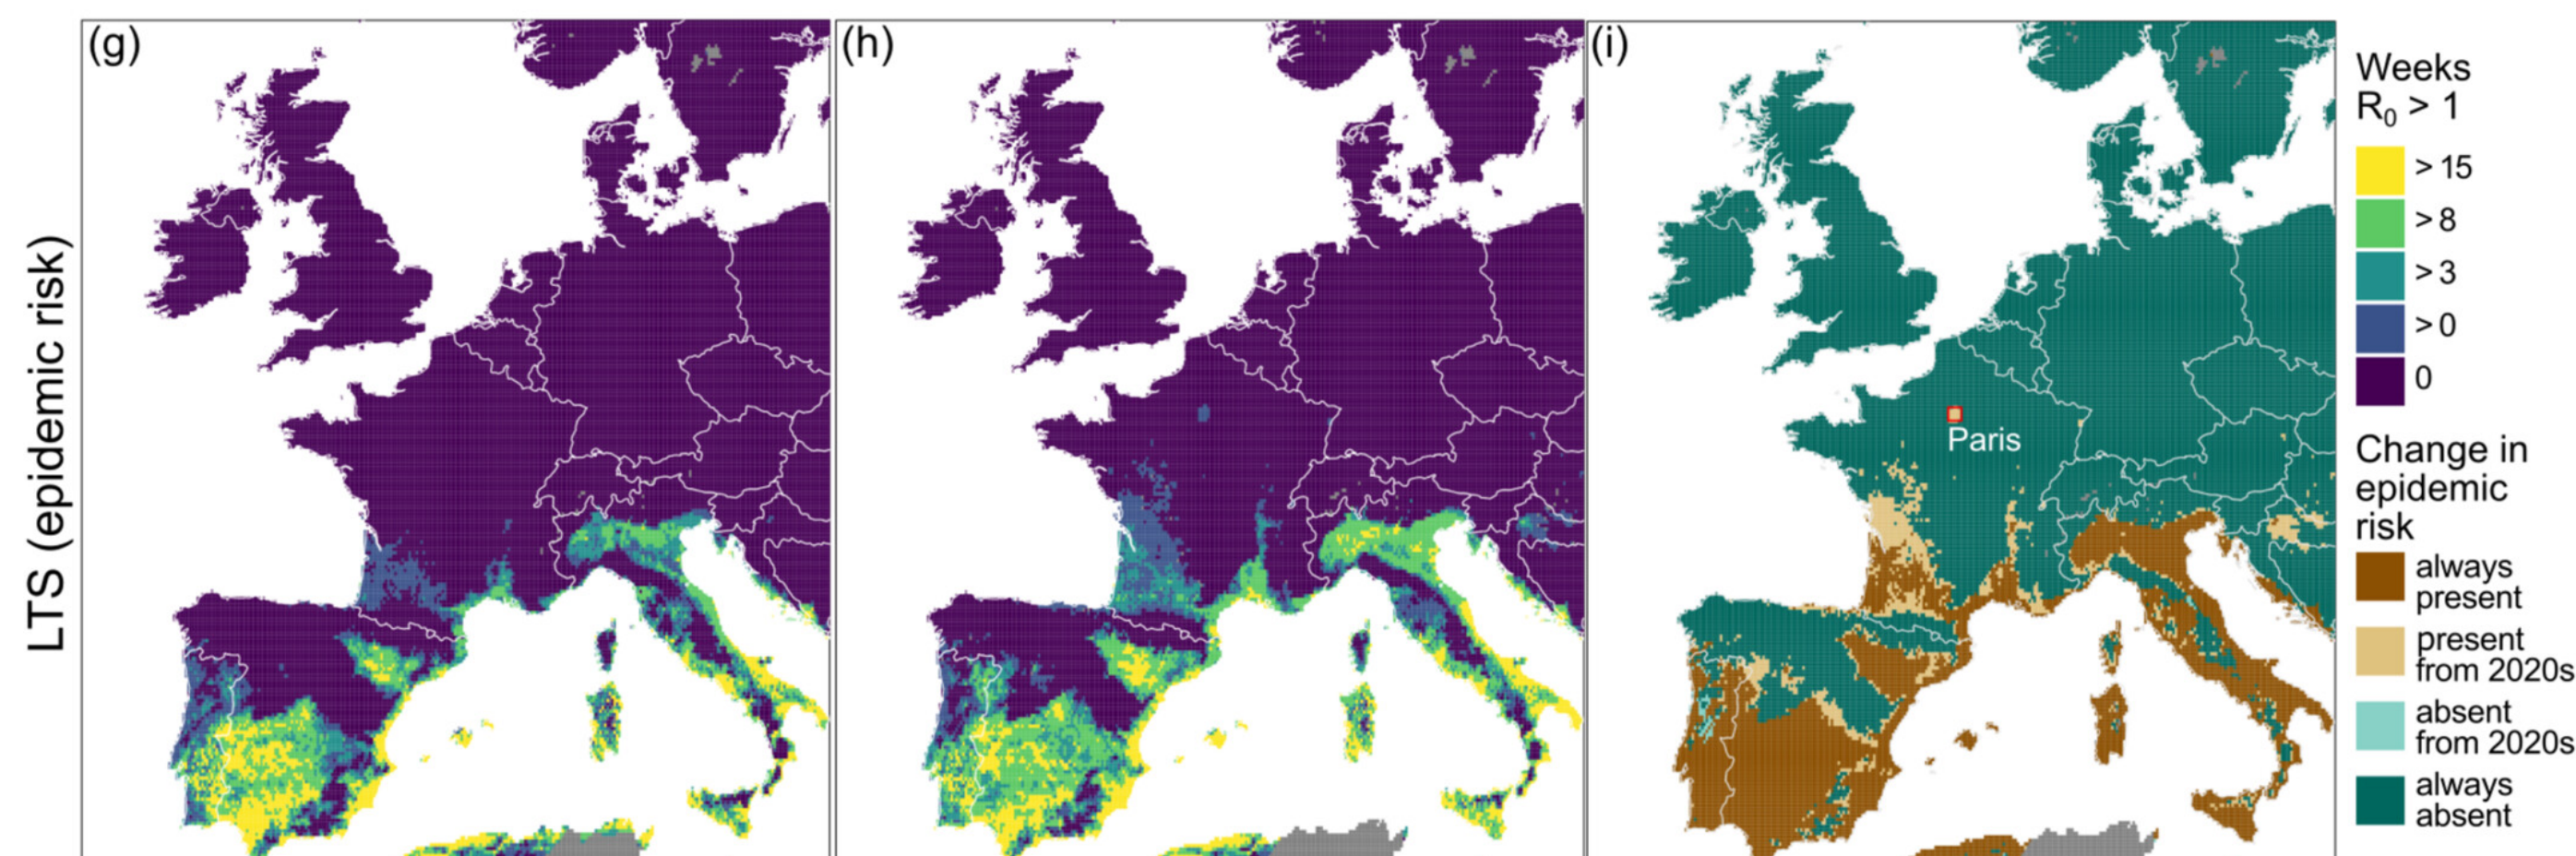 (g)
(h)
(i)
LTS (epidemic risk)
Paris
Weeks
R₀ > 1
> 15
> 8
> 3
> 0
0
Change in
epidemic
risk
always
present
present
from 2020s
absent
from 2020s
always
absent